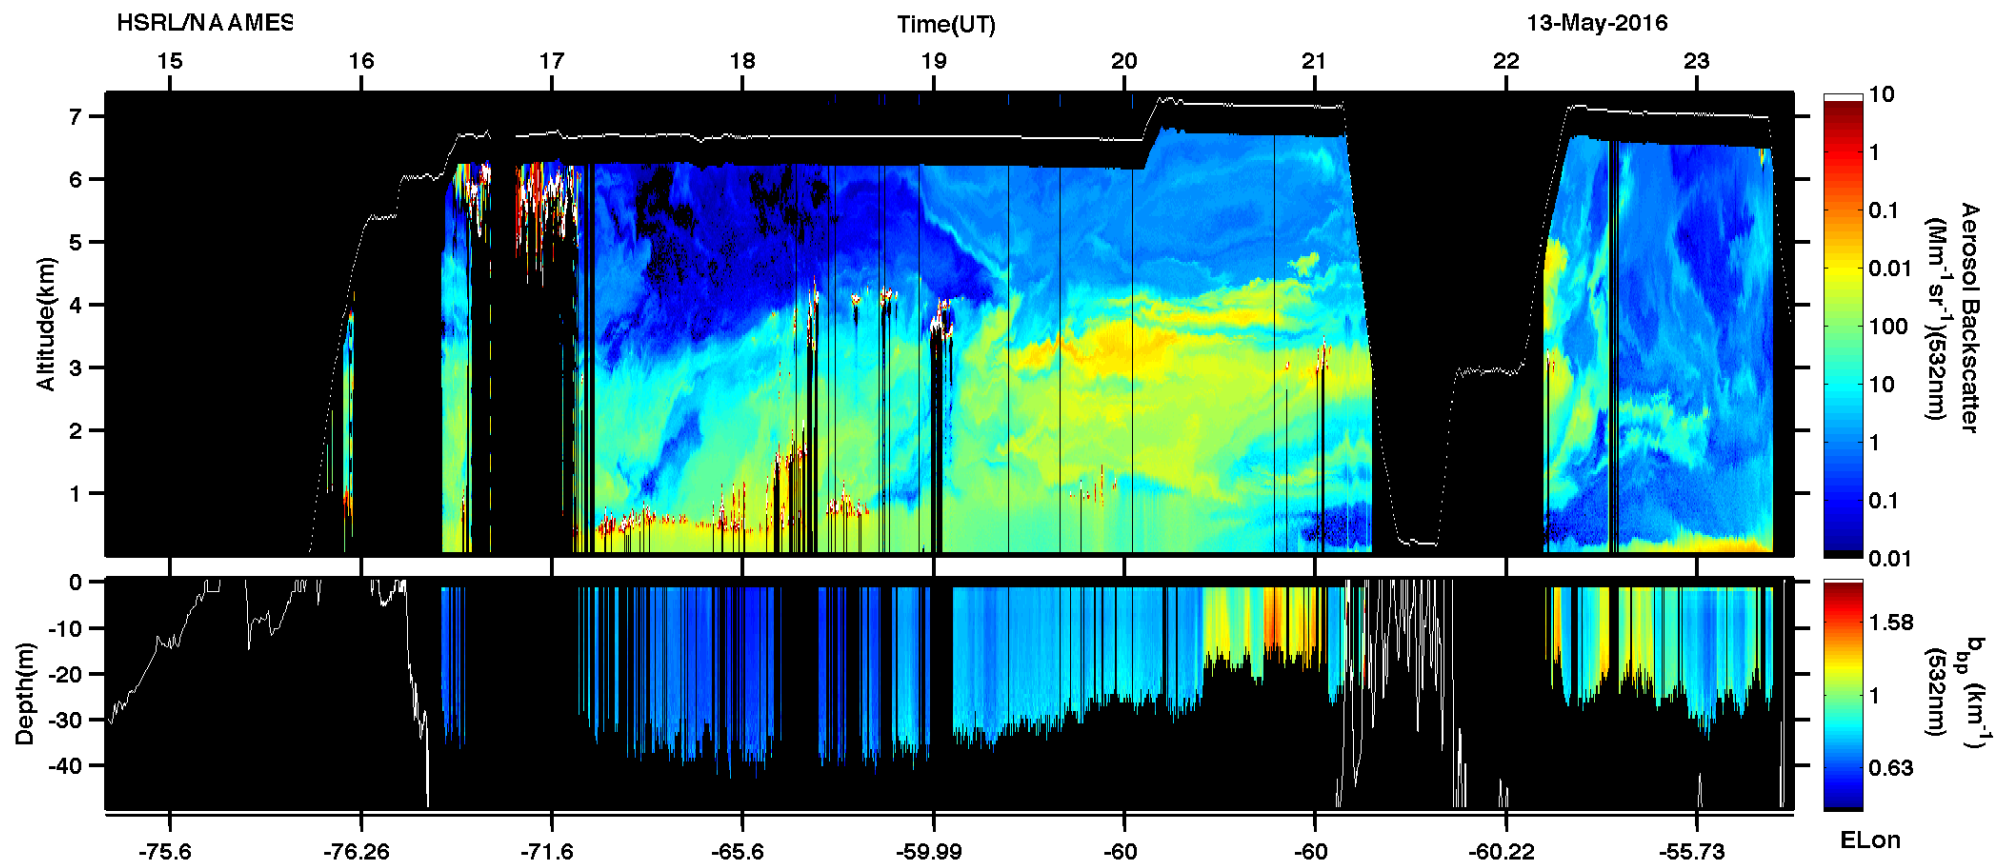 HSRL/NAAMES Time(UT) 13-May-2016
15 16 17 18 19 20 21 22 23
7
6
5
4
3
2
1
Altitude(km)
10
1
0.1
0.01
100
10
1
0.1
0.01
Aerosol Backscatter
(Mm-1sr-1)(532nm)
0
-10
-20
-30
-40
Depth(m)
1.58
1
0.63
bbp (km-1)
(532nm)
-75.6 -76.26 -71.6 -65.6 -59.99 -60 -60 -60.22 -55.73 ELon